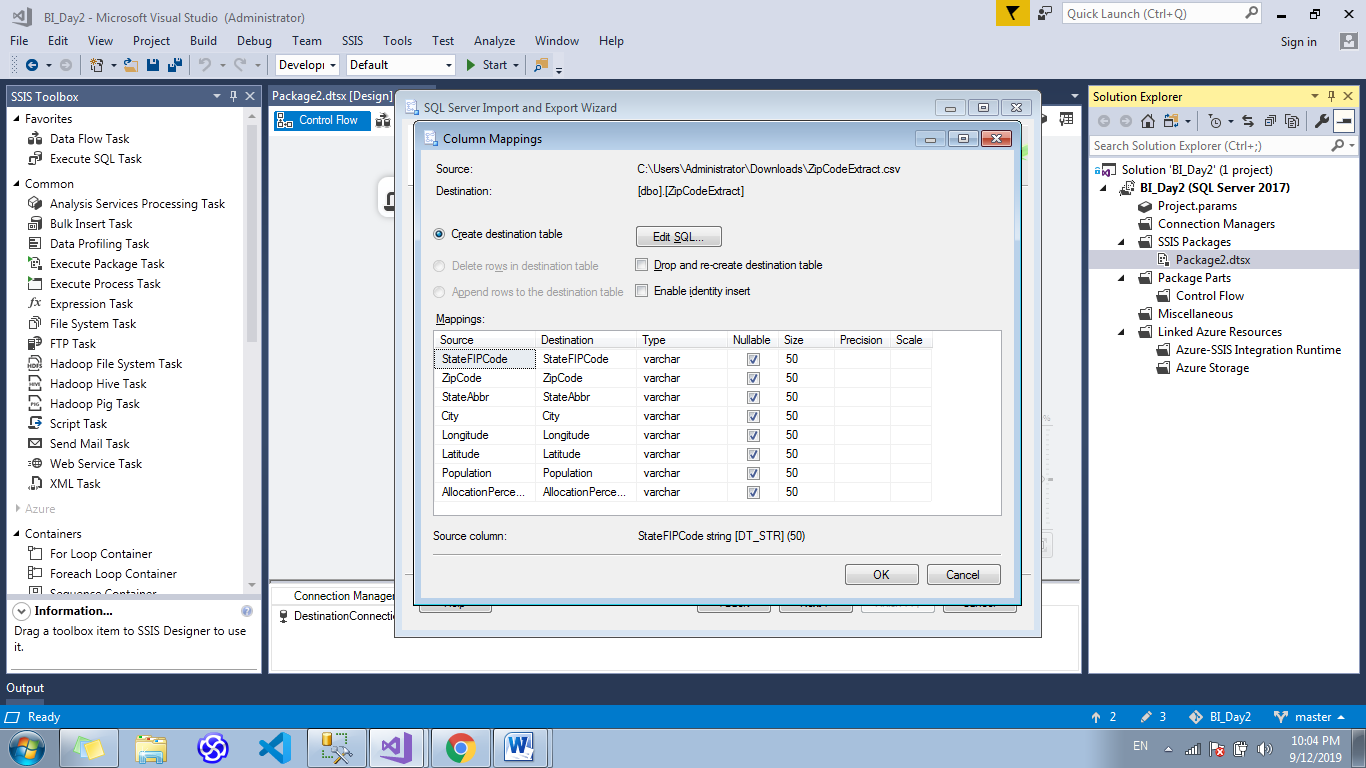 BI_Day2 - Microsoft Visual Studio (Administrator)
Quick Launch (Ctrl+Q)
File Edit View Project Build Debug Team SSIS Tools Test Analyze Window Help
Sign in
Develop Default Start
SSIS Toolbox
Favorites
Data Flow Task
Execute SQL Task
Common
Analysis Services Processing Task
Bulk Insert Task
Data Profiling Task
Execute Package Task
Execute Process Task
Expression Task
File System Task
FTP Task
Hadoop File System Task
Hadoop Hive Task
Hadoop Pig Task
Script Task
Send Mail Task
Web Service Task
XML Task
Azure
Containers
For Loop Container
Foreach Loop Container
Sequence Container
Information...
Drag a toolbox item to SSIS Designer to use
it.
Package2.dtsx [Design]
Control Flow
SQL Server Import and Export Wizard
Column Mappings
Source: C:\Users\Administrator\Downloads\ZipCodeExtract.csv
Destination: [dbo].[ZipCodeExtract]
Create destination table Edit SQL...
Delete rows in destination table Drop and re-create destination table
Append rows to the destination table Enable identity insert
Mappings:
Source Destination Type Nullable Size Precision Scale
StateFIPCode StateFIPCode varchar 50
ZipCode ZipCode varchar 50
StateAbbr StateAbbr varchar 50
City City varchar 50
Longitude Longitude varchar 50
Latitude Latitude varchar 50
Population Population varchar 50
AllocationPerce... AllocationPerce... varchar 50
Source column: StateFIPCode string [DT_STR] (50)
OK Cancel
Connection Manager
DestinationConnecti
Solution Explorer
Search Solution Explorer (Ctrl+;)
Solution 'BI_Day2' (1 project)
BI_Day2 (SQL Server 2017)
Project.params
Connection Managers
SSIS Packages
Package2.dtsx
Package Parts
Control Flow
Miscellaneous
Linked Azure Resources
Azure-SSIS Integration Runtime
Azure Storage
Output
Ready
2 3 BI_Day2 master
EN
10:04 PM
9/12/2019